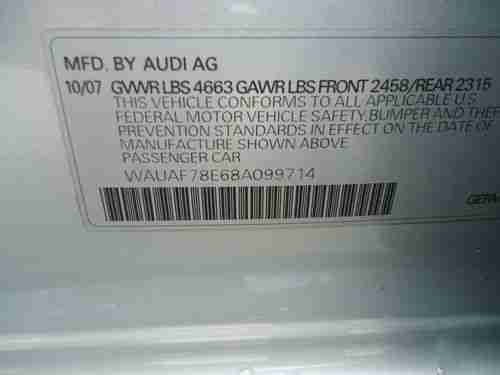 MFD. BY AUDI AG
10/07 GVWR LBS 4663 GAWR LBS FRONT 2458/REAR 2315
THIS VEHICLE CONFORMS TO ALL APPLICABLE U.S.
FEDERAL MOTOR VEHICLE SAFETY, BUMPER AND THEFT
PREVENTION STANDARDS IN EFFECT ON THE DATE OF
MANUFACTURE SHOWN ABOVE
PASSENGER CAR
WAUAF78E68A099714